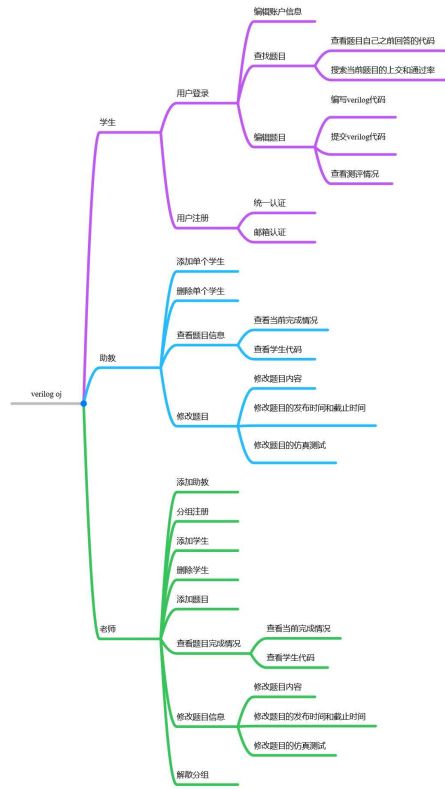 verilog oj
学生
用户登录
编辑账户信息
查找题目
查看题目自己之前回答的代码
搜索当前题目的上交和通过率
编辑题目
编写verilog代码
提交verilog代码
查看测评情况
用户注册
统一认证
邮箱认证
助教
添加单个学生
删除单个学生
查看题目信息
查看当前完成情况
查看学生代码
修改题目
修改题目内容
修改题目的发布时间和截止时间
修改题目的仿真测试
老师
添加助教
分组注册
添加学生
删除学生
添加题目
查看题目完成情况
查看当前完成情况
查看学生代码
修改题目信息
修改题目内容
修改题目的发布时间和截止时间
修改题目的仿真测试
解散分组